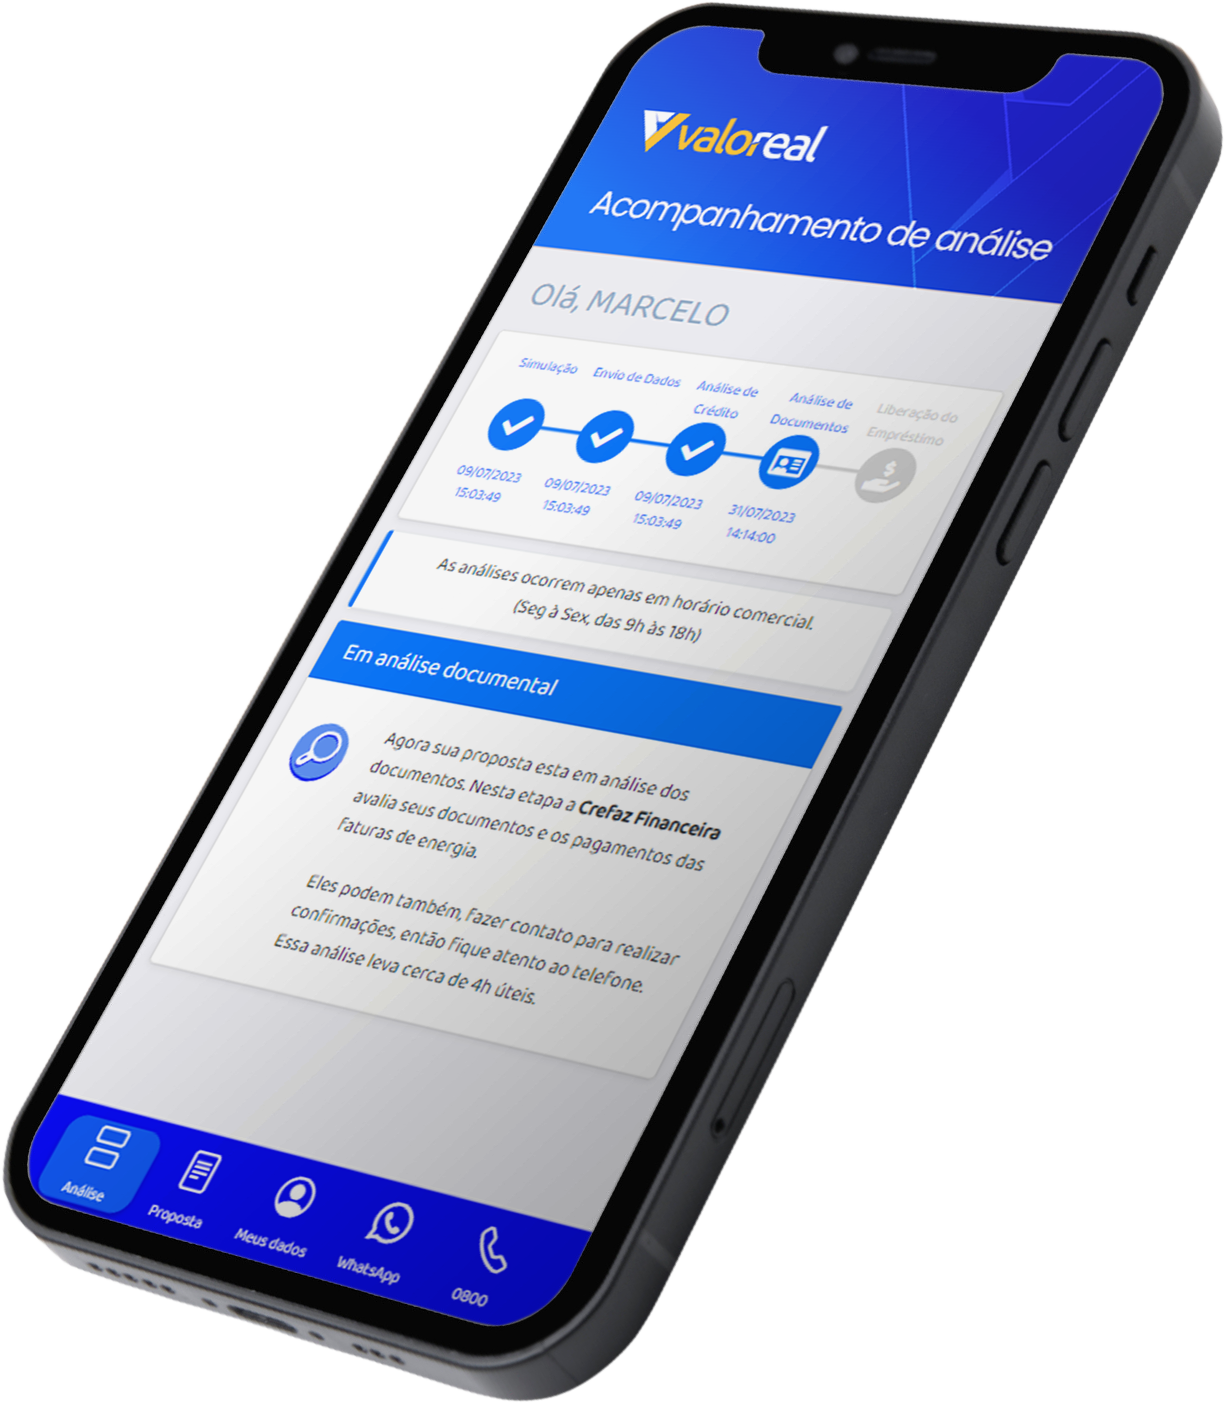 valoreal
Acompanhamento de análise
Olá, MARCELO
Simulação
Envio de Dados
Análise de
Crédito
Análise de
Documentos
Liberação do
Empréstimo
09/07/2023
15:03:49
09/07/2023
15:03:49
09/07/2023
15:03:49
31/07/2023
14:14:00
As análises ocorrem apenas em horário comercial.
(Seg à Sex, das 9h às 18h)
Em análise documental
Agora sua proposta esta em análise dos
documentos. Nesta etapa a CreFaz Financeira
avalia seus documentos e os pagamentos das
faturas de energia.
Eles podem também, fazer contato para realizar
confirmações, então fique atento ao telefone.
Essa análise leva cerca de 4h úteis.
Análise
Proposta
Meus dados
WhatsApp
0800